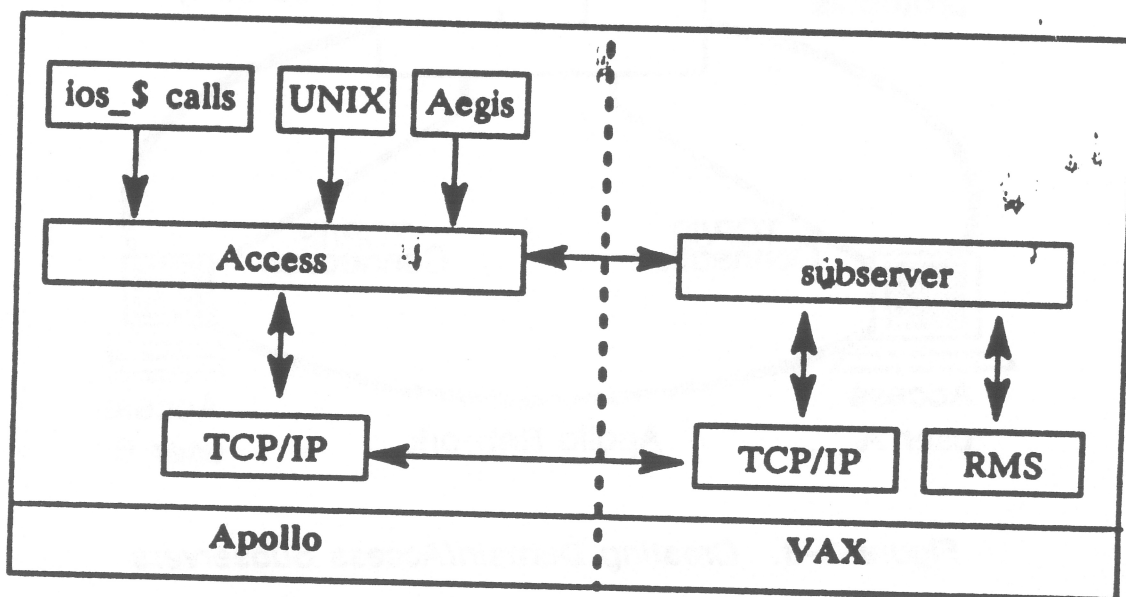 ios_$ calls
UNIX
Aegis
Access
subserver
TCP/IP
TCP/IP
RMS
Apollo
VAX